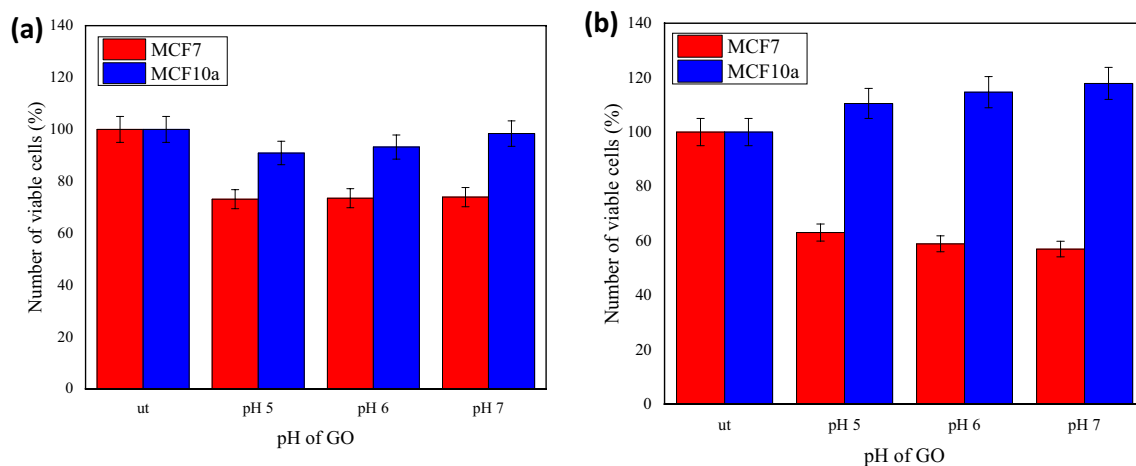 (a)
140
120
100
80
60
40
20
0
Number of viable cells (%)
MCF7
MCF10a
ut pH 5 pH 6 pH 7
pH of GO
(b)
140
120
100
80
60
40
20
0
Number of viable cells (%)
MCF7
MCF10a
ut pH 5 pH 6 pH 7
pH of GO